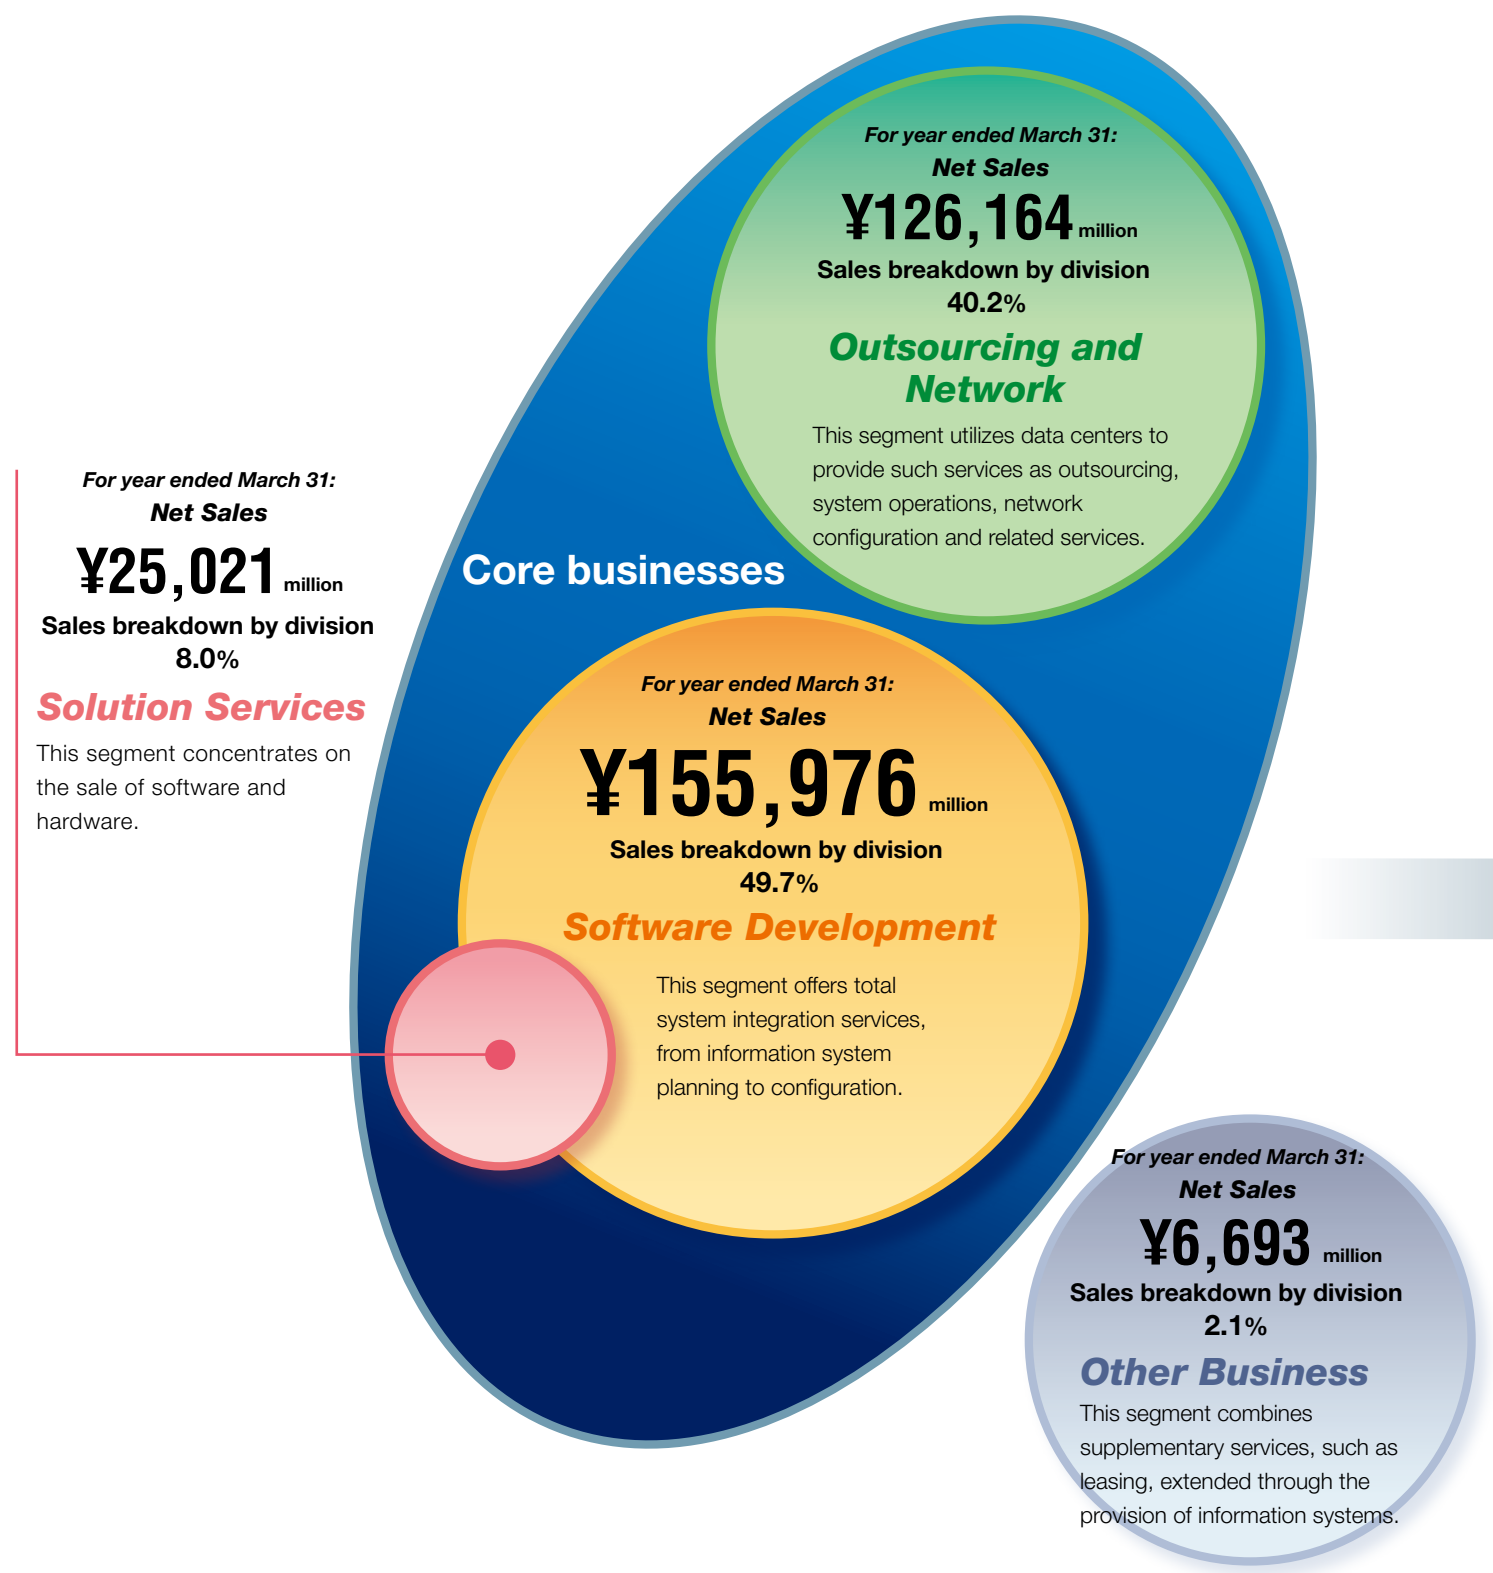 For year ended March 31:
Net Sales
¥126,164 million
Sales breakdown by division
40.2%
Outsourcing and
Network
This segment utilizes data centers to
provide such services as outsourcing,
system operations, network
configuration and related services.
For year ended March 31:
Net Sales
¥25,021 million
Sales breakdown by division
8.0%
Solution Services
This segment concentrates on
the sale of software and
hardware.
Core businesses
For year ended March 31:
Net Sales
¥155,976 million
Sales breakdown by division
49.7%
Software Development
This segment offers total
system integration services,
from information system
planning to configuration.
For year ended March 31:
Net Sales
¥6,693 million
Sales breakdown by division
2.1%
Other Business
This segment combines
supplementary services, such as
leasing, extended through the
provision of information systems.